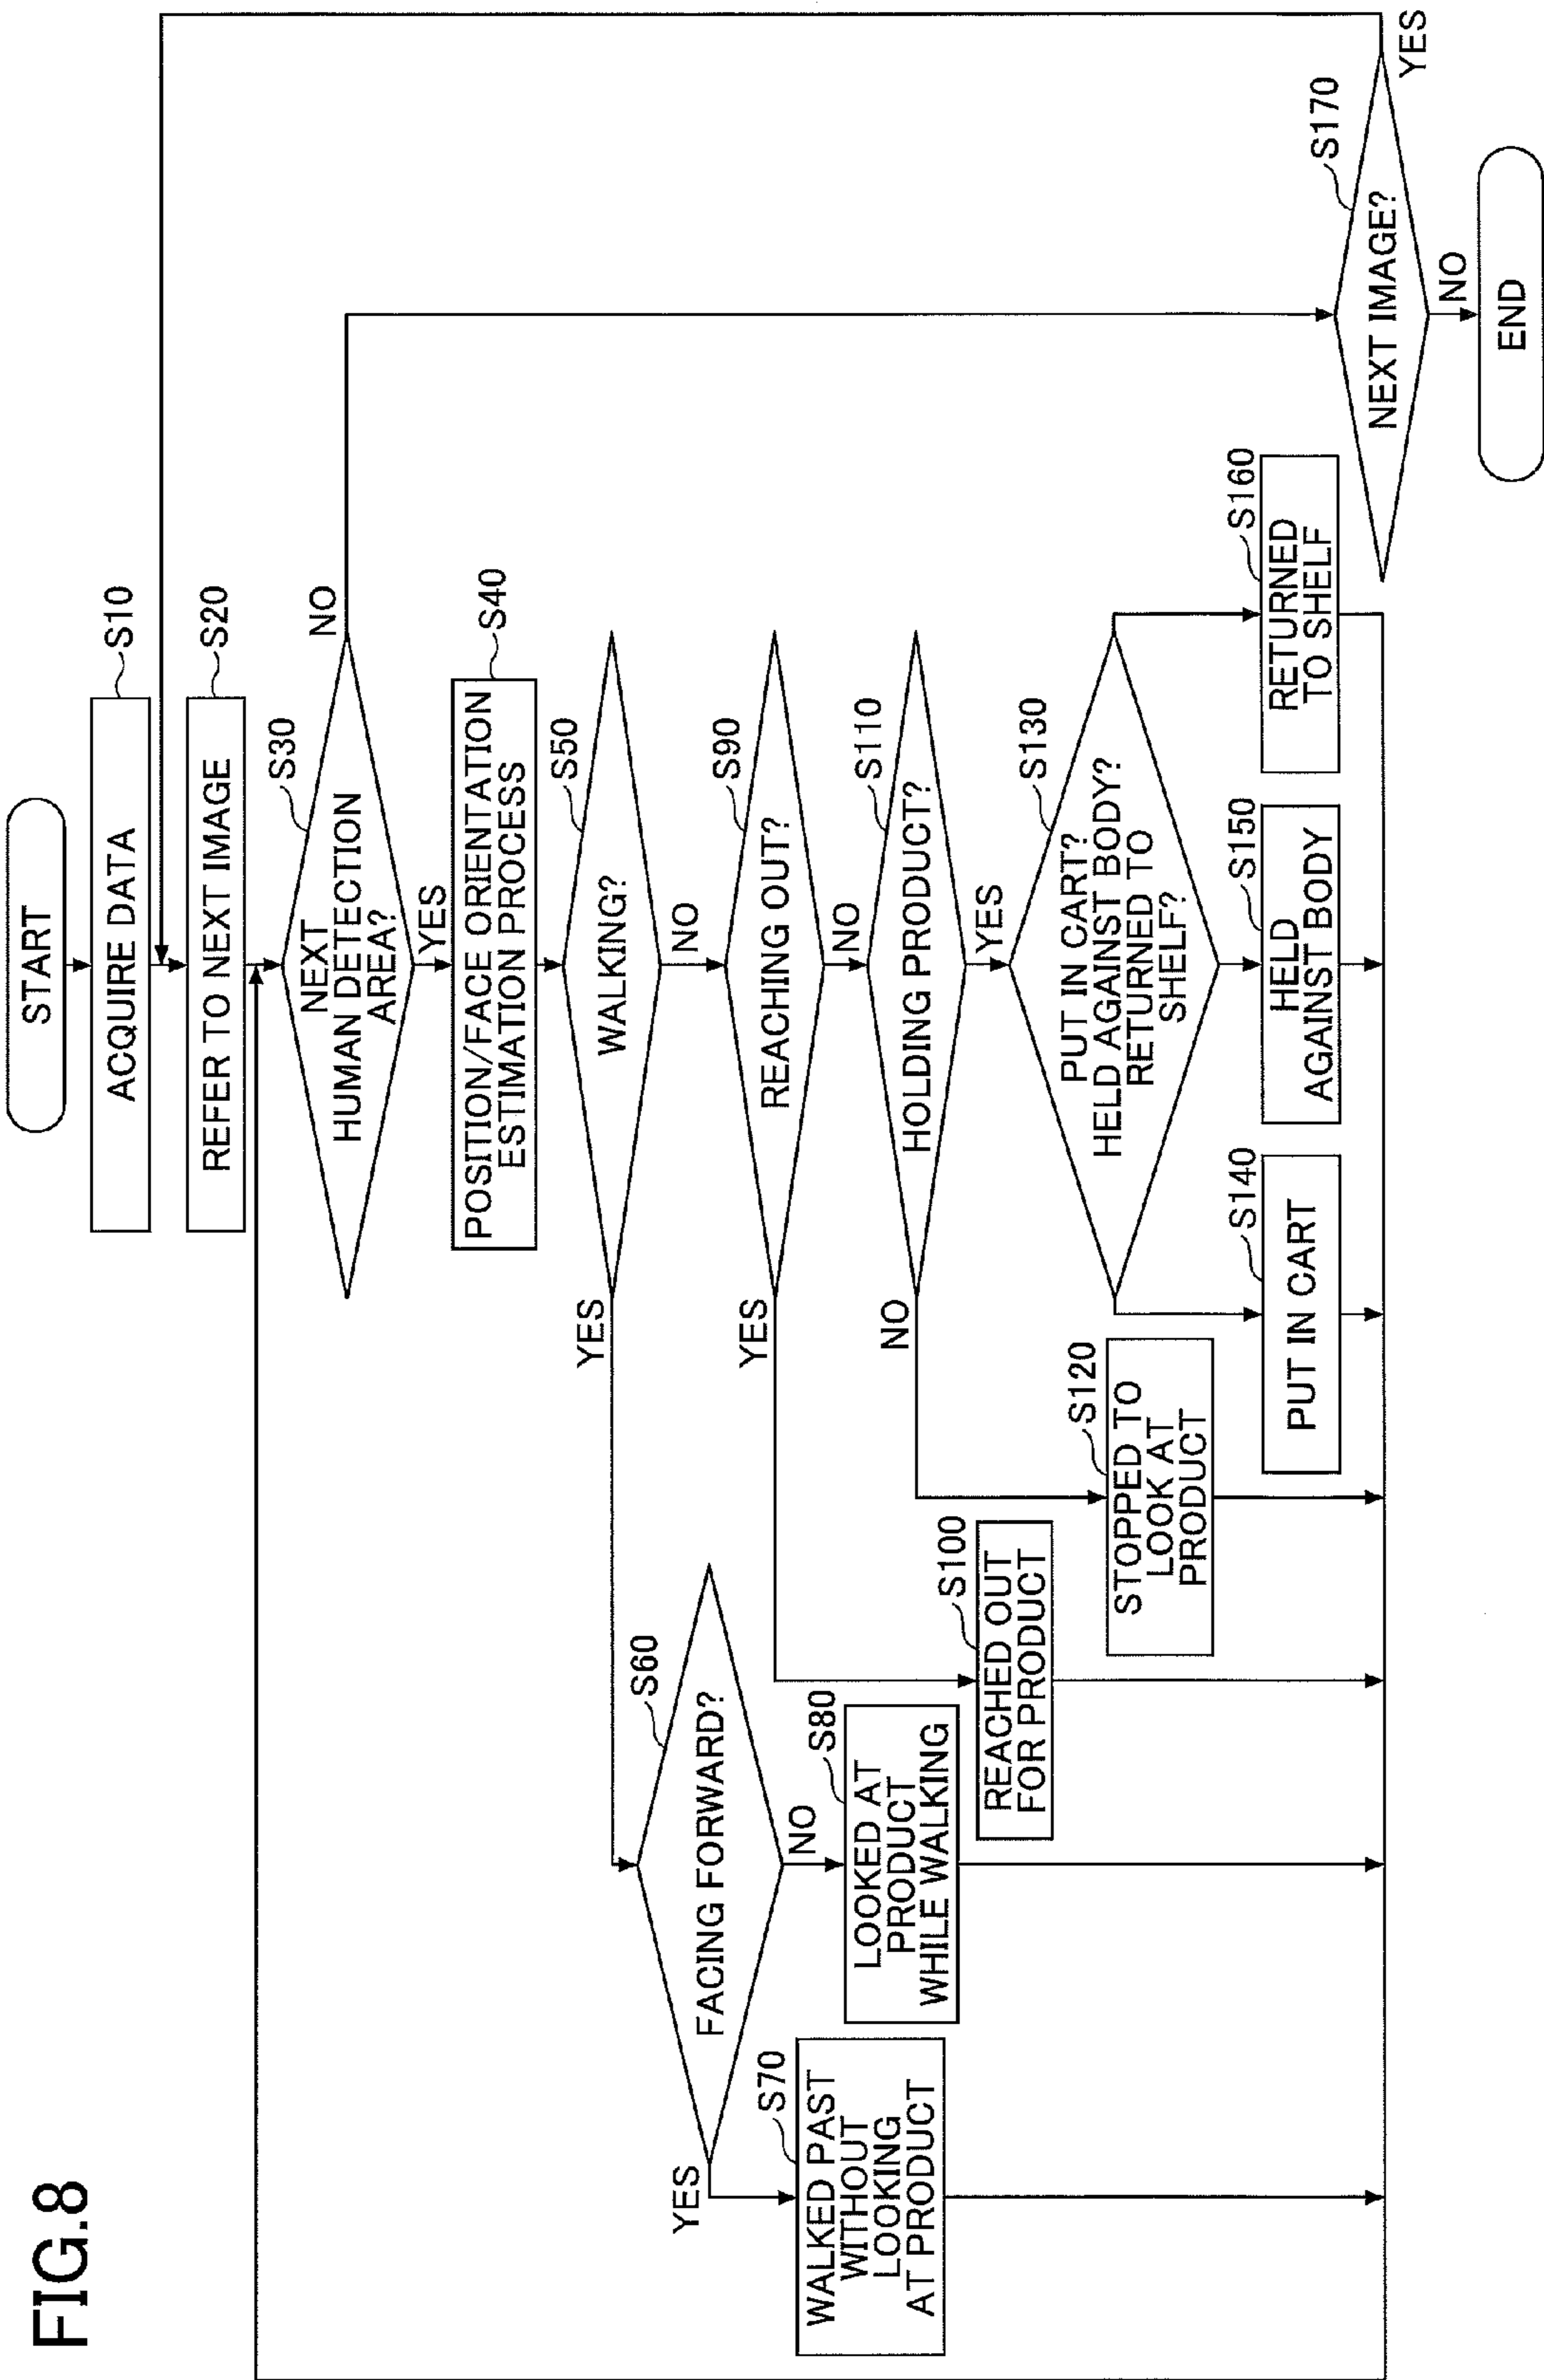 FIG.8
START
ACQUIRE DATA
S10
REFER TO NEXT IMAGE
S20
NEXT
HUMAN DETECTION
AREA?
S30
NO
YES
POSITION/FACE ORIENTATION
ESTIMATION PROCESS
S40
WALKING?
S50
YES
NO
FACING FORWARD?
S60
YES
NO
WALKED PAST
WITHOUT
LOOKING
AT PRODUCT
S70
LOOKED AT
PRODUCT
WHILE WALKING
S80
REACHING OUT?
S90
YES
NO
REACHED OUT
FOR PRODUCT
S100
HOLDING PRODUCT?
S110
NO
YES
STOPPED TO
LOOK AT
PRODUCT
S120
PUT IN CART?
HELD AGAINST BODY?
RETURNED TO
SHELF?
S130
PUT IN CART
S140
HELD
AGAINST BODY
S150
RETURNED
TO SHELF
S160
NEXT IMAGE?
S170
YES
NO
END